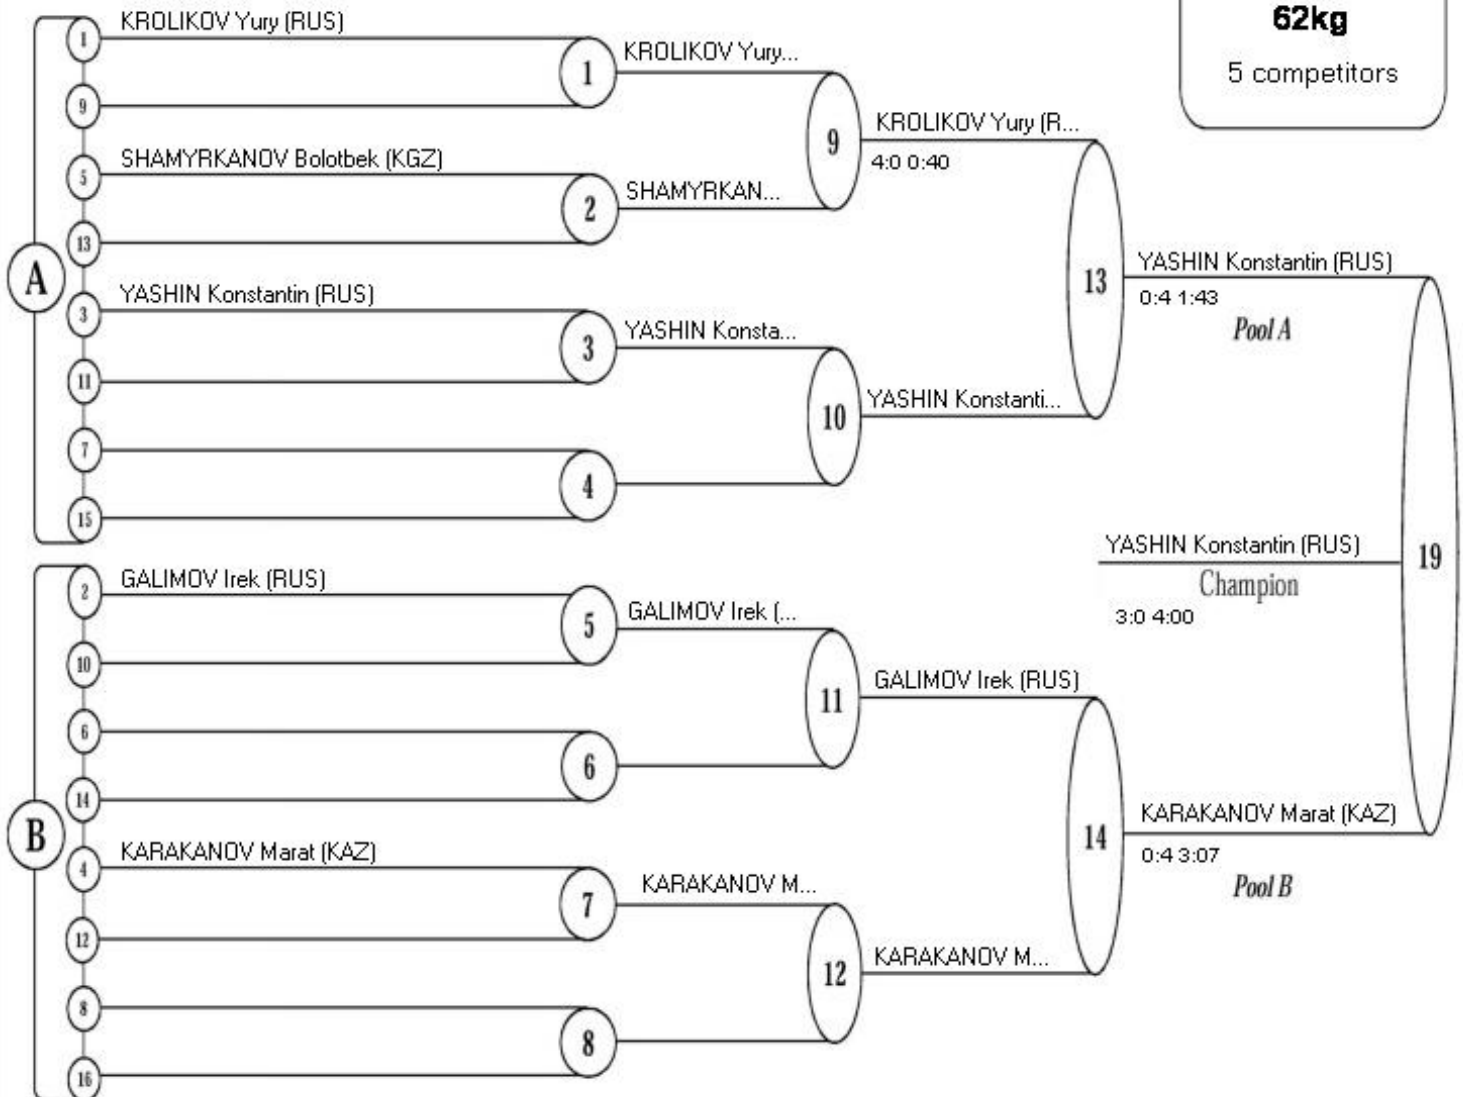 62kg
5 competitors
A
1
KROLIKOV Yury (RUS)
9
5
SHAMYRKANOV Bolotbek (KGZ)
13
3
YASHIN Konstantin (RUS)
11
7
15
1
2
3
4
KROLIKOV Yury...
SHAMYRKAN...
YASHIN Konsta...
9
10
KROLIKOV Yury (R...
4:0 0:40
YASHIN Konstanti...
13
YASHIN Konstantin (RUS)
0:4 1:43
Pool A
B
2
GALIMOV Irek (RUS)
10
6
14
4
KARAKANOV Marat (KAZ)
12
8
16
5
6
7
8
GALIMOV Irek (...
KARAKANOV M...
11
12
GALIMOV Irek (RUS)
KARAKANOV M...
14
KARAKANOV Marat (KAZ)
0:4 3:07
Pool B
19
YASHIN Konstantin (RUS)
Champion
3:0 4:00